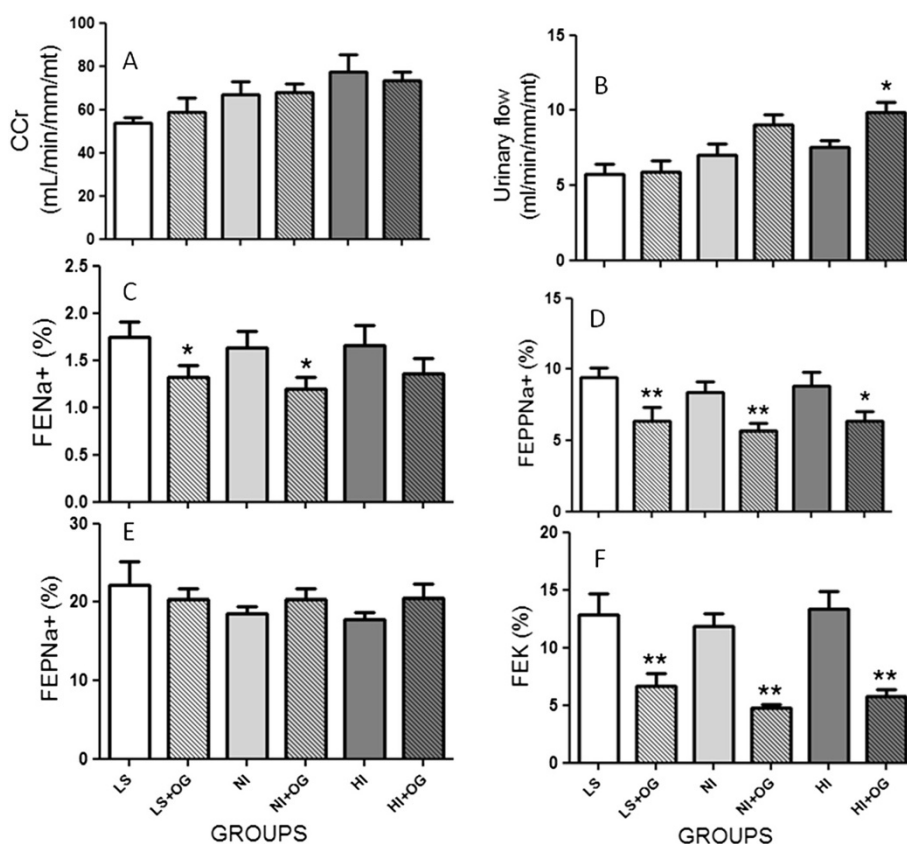 A
CCr
(mL/min/mm/mt)
100
80
60
40
20
0
B
Urinary flow
(ml/min/mm/mt)
15
10
5
0
*
C
FENa+ (%)
2.5
2.0
1.5
1.0
0.5
0.0
*
*
D
FEPPNa+ (%)
15
10
5
0
**
**
*
E
FEPNa+ (%)
30
20
10
0
LS
LS+OG
NI
NI+OG
HI
HI+OG
GROUPS
F
FEK (%)
20
15
10
5
0
**
**
**
LS
LS+OG
NI
NI+OG
HI
HI+OG
GROUPS